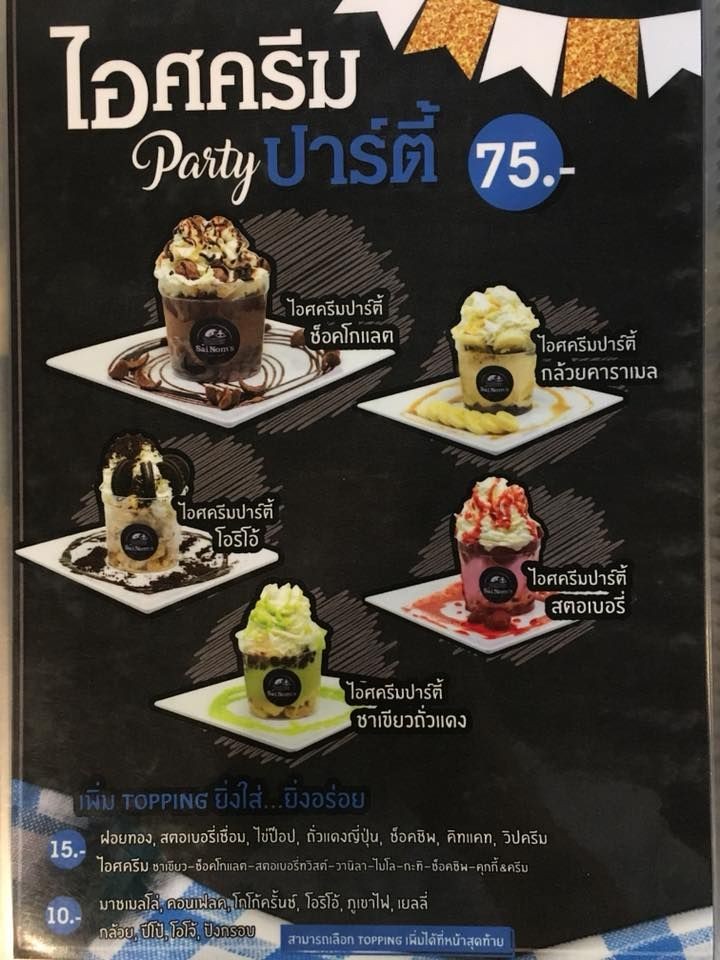 ไอศครีม
Party ปาร์ตี้ 75.-
ไอศครีมปาร์ตี้
ช็อคโกแลต
Sai Nom's
ไอศครีมปาร์ตี้
กล้วยคาราเมล
Sai Nom's
ไอศครีมปาร์ตี้
โอริโอ้
Sai Nom's
ไอศครีมปาร์ตี้
สตอเบอรี่
Sai Nom's
ไอศครีมปาร์ตี้
ชาเขียวถั่วแดง
Sai Nom's
เพิ่ม TOPPING ยิ่งใส่...ยิ่งอร่อย
15.- ฝอยทอง, สตอเบอรี่เชื่อม, ไข่ป๊อป, ถั่วแดงญี่ปุ่น, ช็อคชิพ, คิทแคท, วิปครีม
ไอศครีม ชาเขียว-ช็อคโกแลต-สตอเบอรี่ทวิสต์-วานิลา-ไมโล-กะทิ-ช็อคชิพ-คุกกี้&ครีม
10.- มาชเมลโล่, คอนเฟลค, โกโก้ครั้นช์, โอริโอ้, ภูเขาไฟ, เยลลี่
กล้วย, ปีโป้, โอโจ้, ปังกรอบ
สามารถเลือก TOPPING เพิ่มได้ที่หน้าสุดท้าย